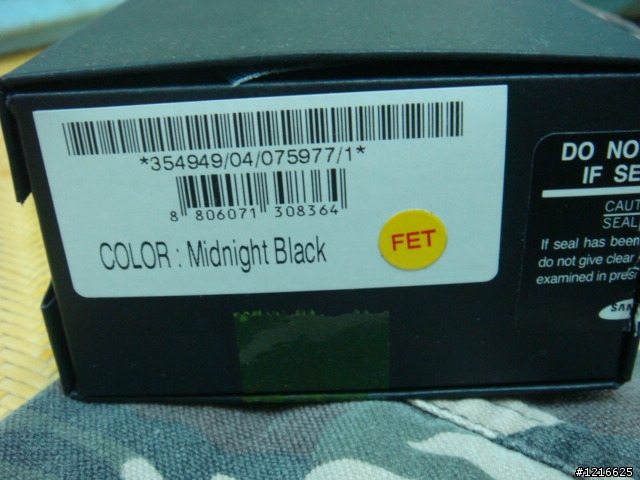 *354949/04/075977/1*
8 806071 308364
COLOR : Midnight Black
FET
DO NO
IF SE
CAUT
SEAL
If seal has been
do not give clear
examined in pres
SAM
#1216625